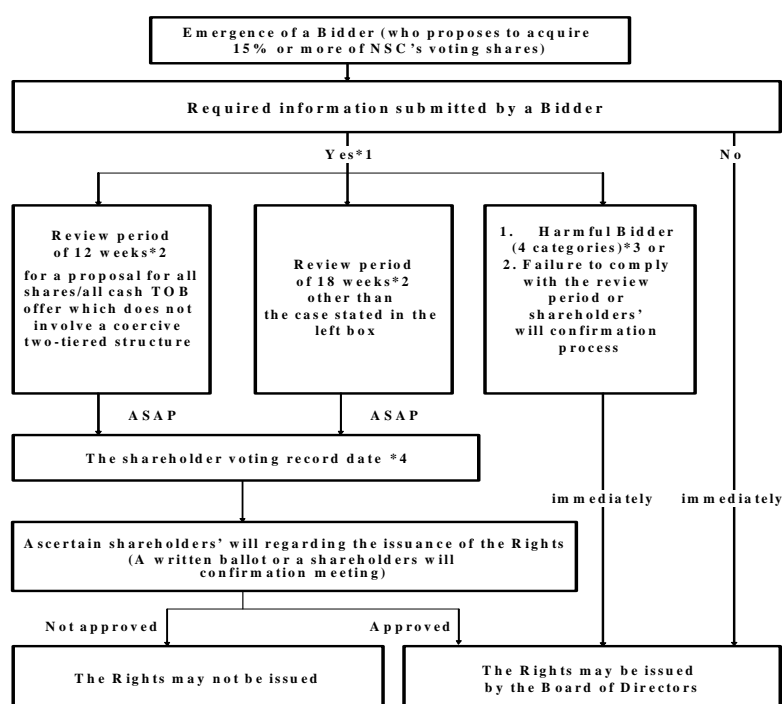 Emergence of a Bidder (who proposes to acquire
15% or more of NSC's voting shares)
Required information submitted by a Bidder
Yes*1
No
Review period
of 12 weeks*2
for a proposal for all
shares/all cash TOB
offer which does not
involve a coercive
two-tiered structure
Review period
of 18 weeks*2
other than
the case stated in the
left box
1. Harmful Bidder
(4 categories)*3 or
2. Failure to comply
with the review
period or
shareholders'
will confirmation
process
ASAP
ASAP
The shareholder voting record date *4
immediately
immediately
Ascertain shareholders' will regarding the issuance of the Rights
(A written ballot or a shareholders will
confirmation meeting)
Not approved
Approved
The Rights may not be issued
The Rights may be issued
by the Board of Directors